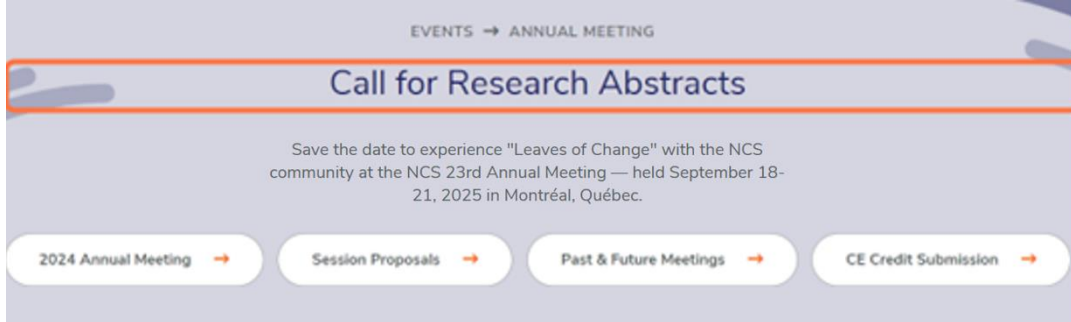 EVENTS → ANNUAL MEETING
Call for Research Abstracts
Save the date to experience "Leaves of Change" with the NCS
community at the NCS 23rd Annual Meeting — held September 18-
21, 2025 in Montréal, Québec.
2024 Annual Meeting → Session Proposals → Past & Future Meetings → CE Credit Submission →